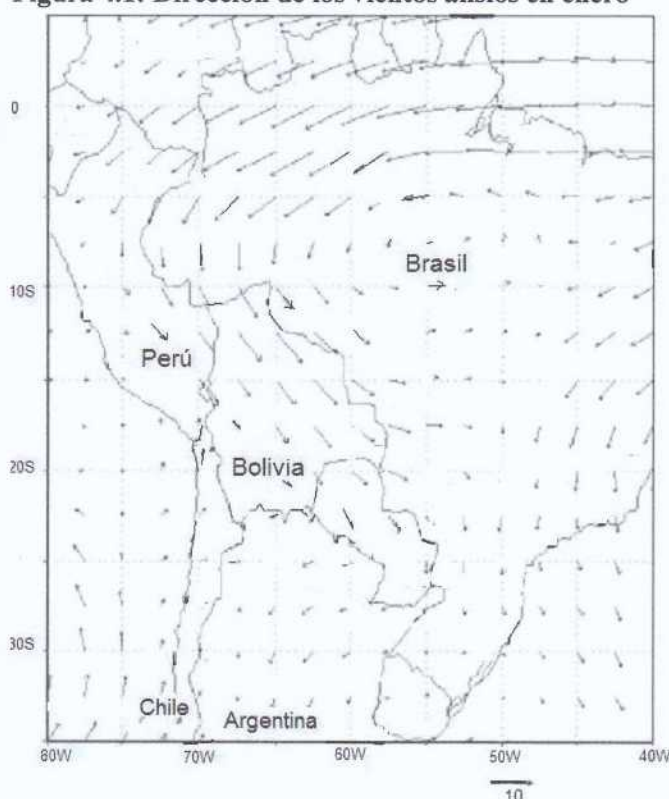 Figura 4.1: Dirección de los vientos alisios en enero
0
Brasil
10S
Perú
Bolivia
20S
30S
Chile
Argentina
80W
70W
60W
50W
40W
10